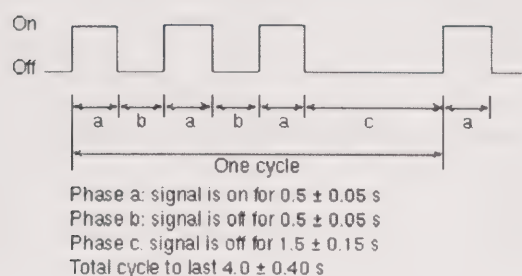 On
Off
a b a b a c a
One cycle
Phase a: signal is on for 0.5 ± 0.05 s
Phase b: signal is off for 0.5 ± 0.05 s
Phase c: signal is off for 1.5 ± 0.15 s
Total cycle to last 4.0 ± 0.40 s